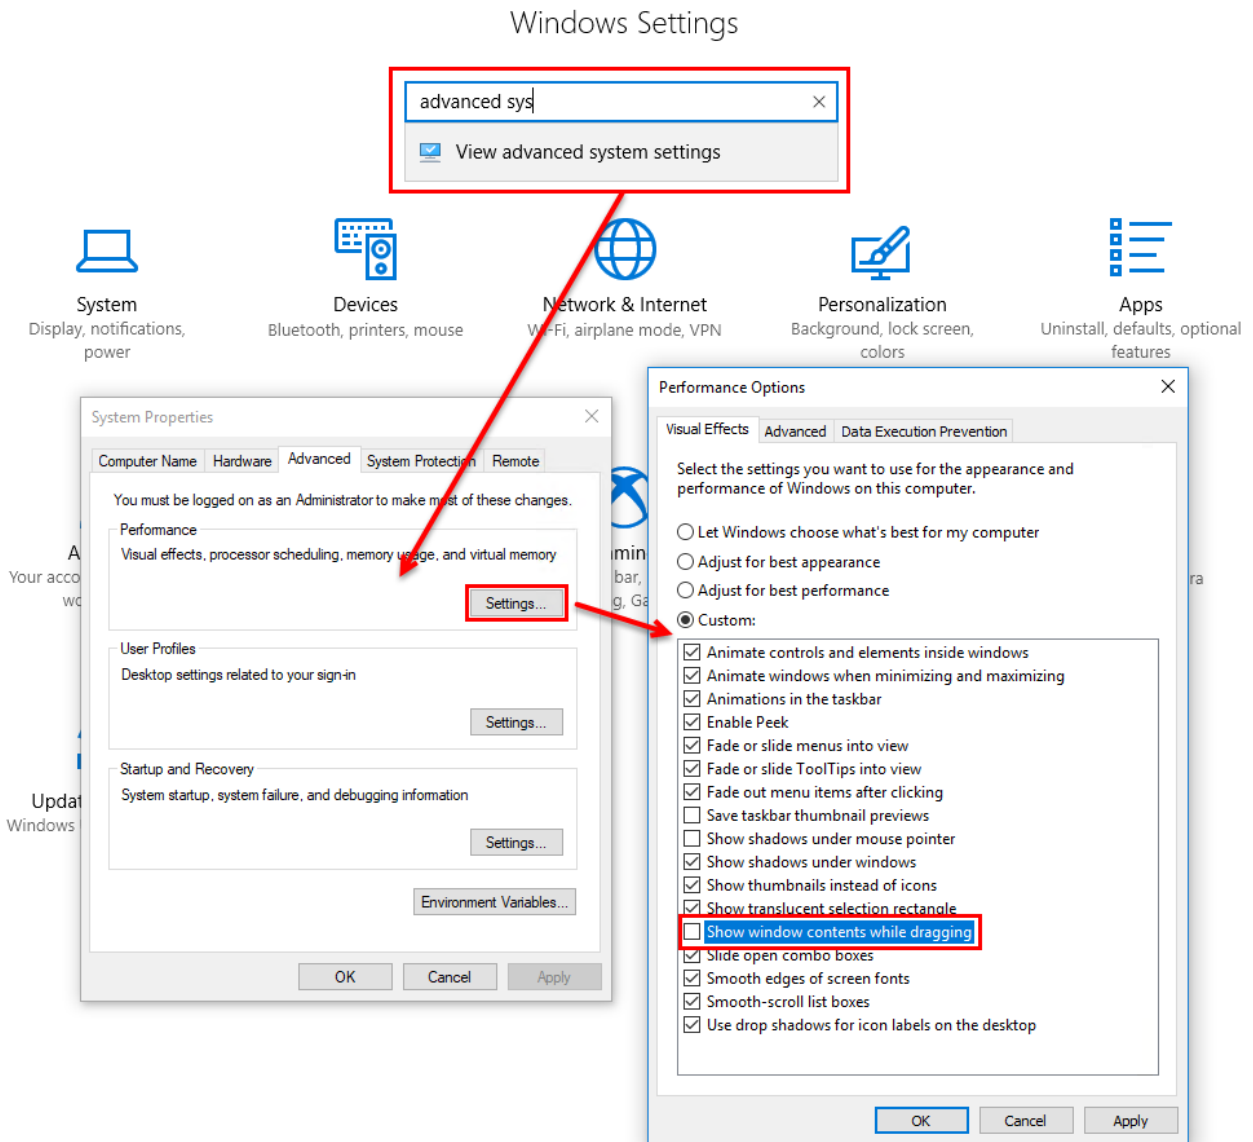 Windows Settings
advanced sys
View advanced system settings
System
Display, notifications,
power
Devices
Bluetooth, printers, mouse
Network & Internet
Wi-Fi, airplane mode, VPN
Personalization
Background, lock screen,
colors
Apps
Uninstall, defaults, optional
features
System Properties
Computer Name
Hardware
Advanced
System Protection
Remote
You must be logged on as an Administrator to make most of these changes.
Performance
Visual effects, processor scheduling, memory usage, and virtual memory
Settings...
User Profiles
Desktop settings related to your sign-in
Settings...
Startup and Recovery
System startup, system failure, and debugging information
Settings...
Environment Variables...
OK
Cancel
Apply
Your acco
Updat
Windows
bar,
Performance Options
Visual Effects
Advanced
Data Execution Prevention
Select the settings you want to use for the appearance and
performance of Windows on this computer.
Let Windows choose what's best for my computer
Adjust for best appearance
Adjust for best performance
Custom:
Animate controls and elements inside windows
Animate windows when minimizing and maximizing
Animations in the taskbar
Enable Peek
Fade or slide menus into view
Fade or slide ToolTips into view
Fade out menu items after clicking
Save taskbar thumbnail previews
Show shadows under mouse pointer
Show shadows under windows
Show thumbnails instead of icons
Show translucent selection rectangle
Show window contents while dragging
Slide open combo boxes
Smooth edges of screen fonts
Smooth-scroll list boxes
Use drop shadows for icon labels on the desktop
OK
Cancel
Apply